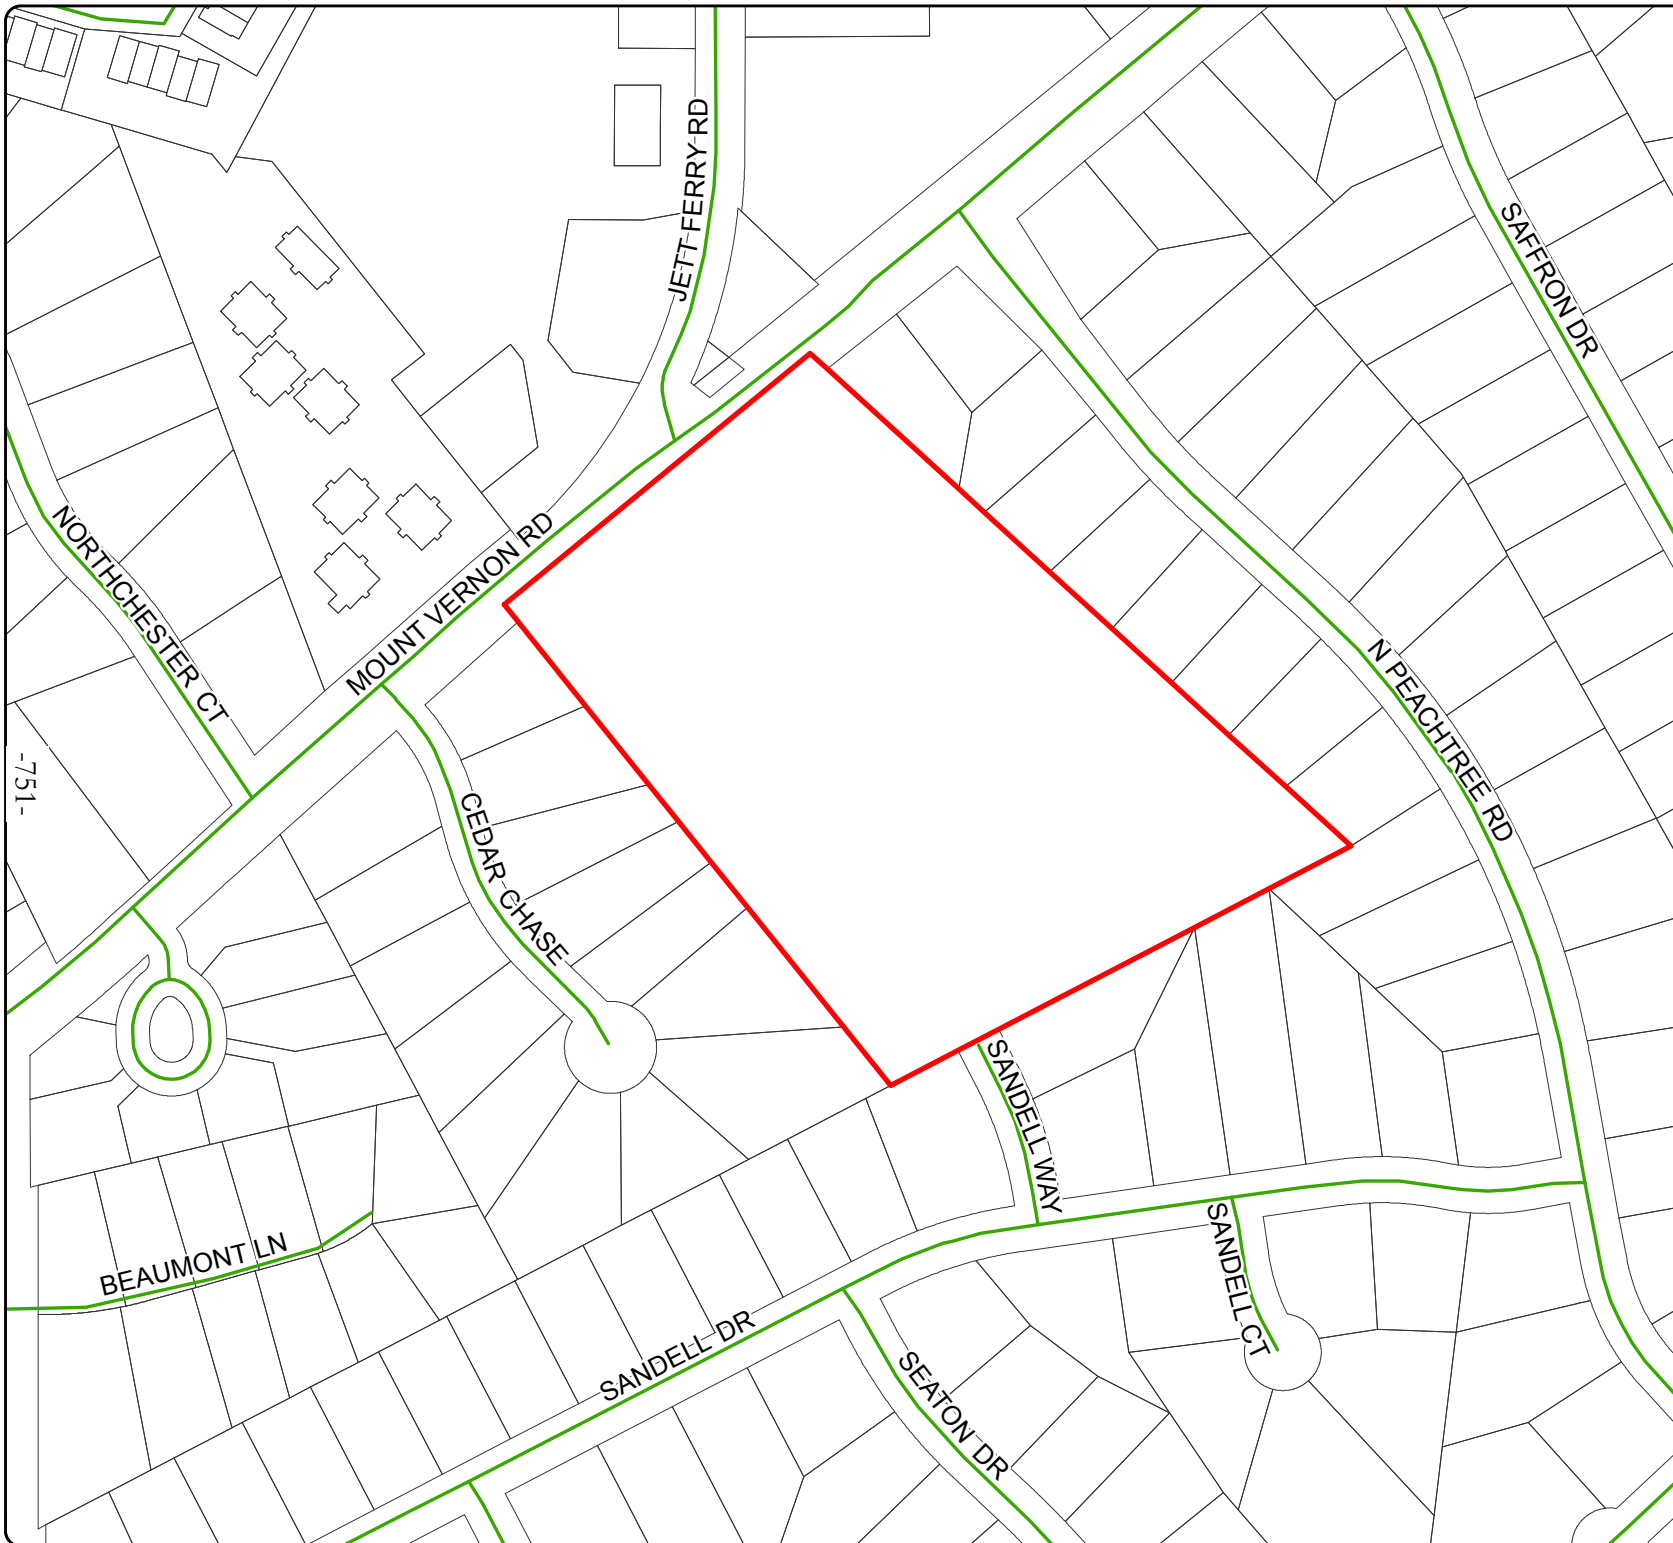 JETT FERRY RD
SAFFRON DR
MOUNT VERNON RD
NORTHCHESTER CT
N PEACHTREE RD
-751-
CEDAR CHASE
SANDELL WAY
SANDELL CT
BEAUMONT LN
SANDELL DR
SEATON DR